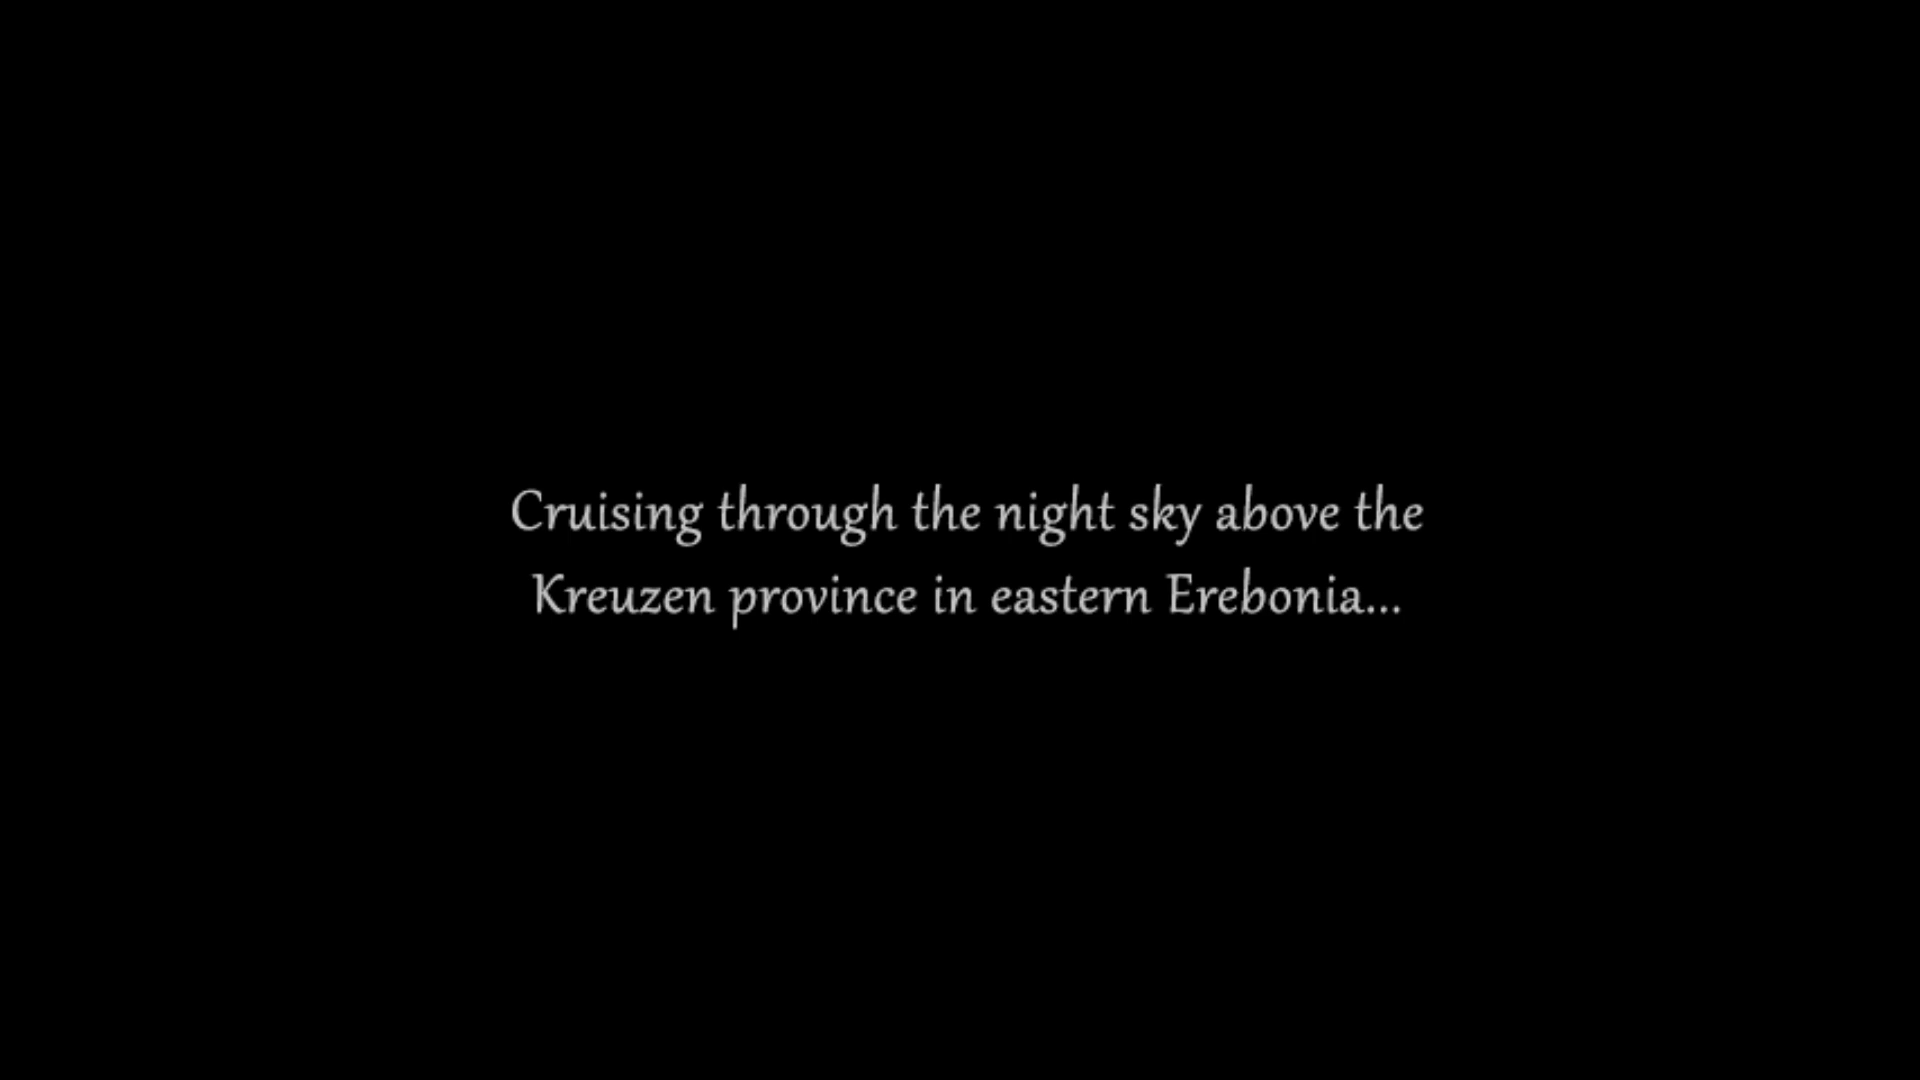 Cruising through the night sky above the
Kreuzen province in eastern Erebonia...